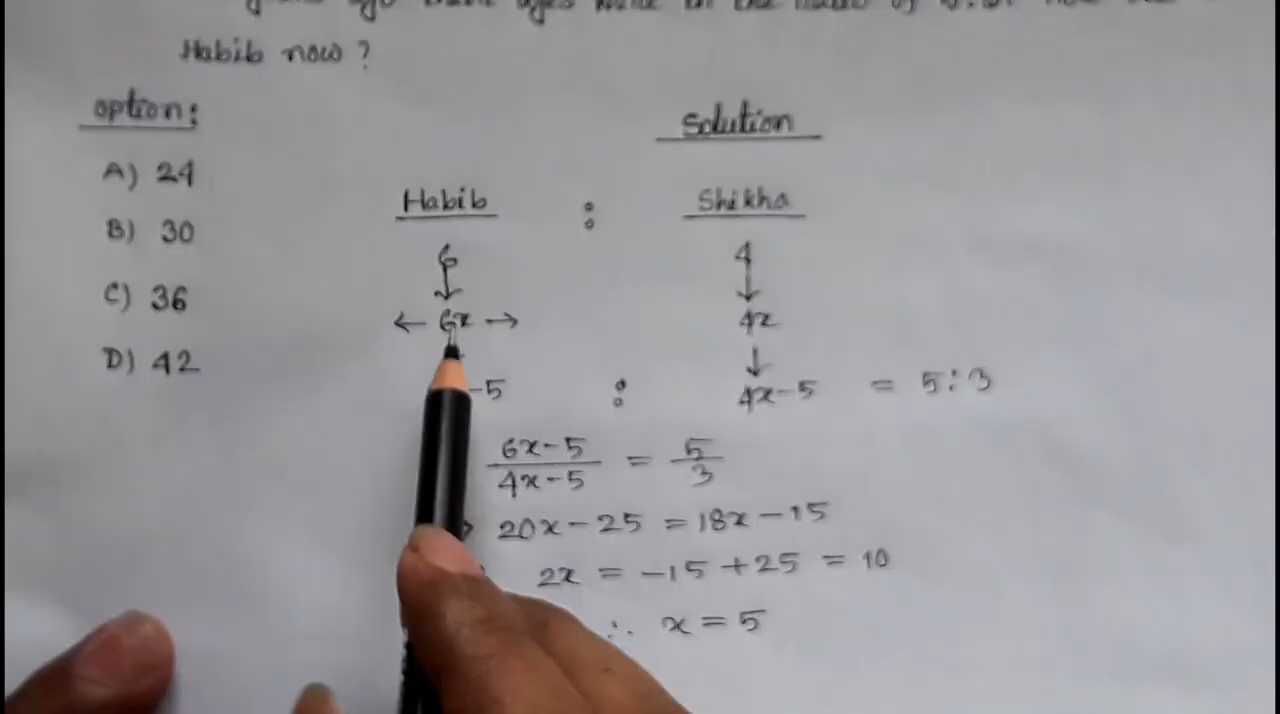 Habib now?
option:
A) 24
B) 30
C) 36
D) 42
Solution
Habib : Shikha
6 4
↓ ↓
← 6x → 4x
↓
-5 : 4x-5 = 5:3
6x-5 / 4x-5 = 5/3
20x-25 = 18x-15
2x = -15+25 = 10
∴ x = 5